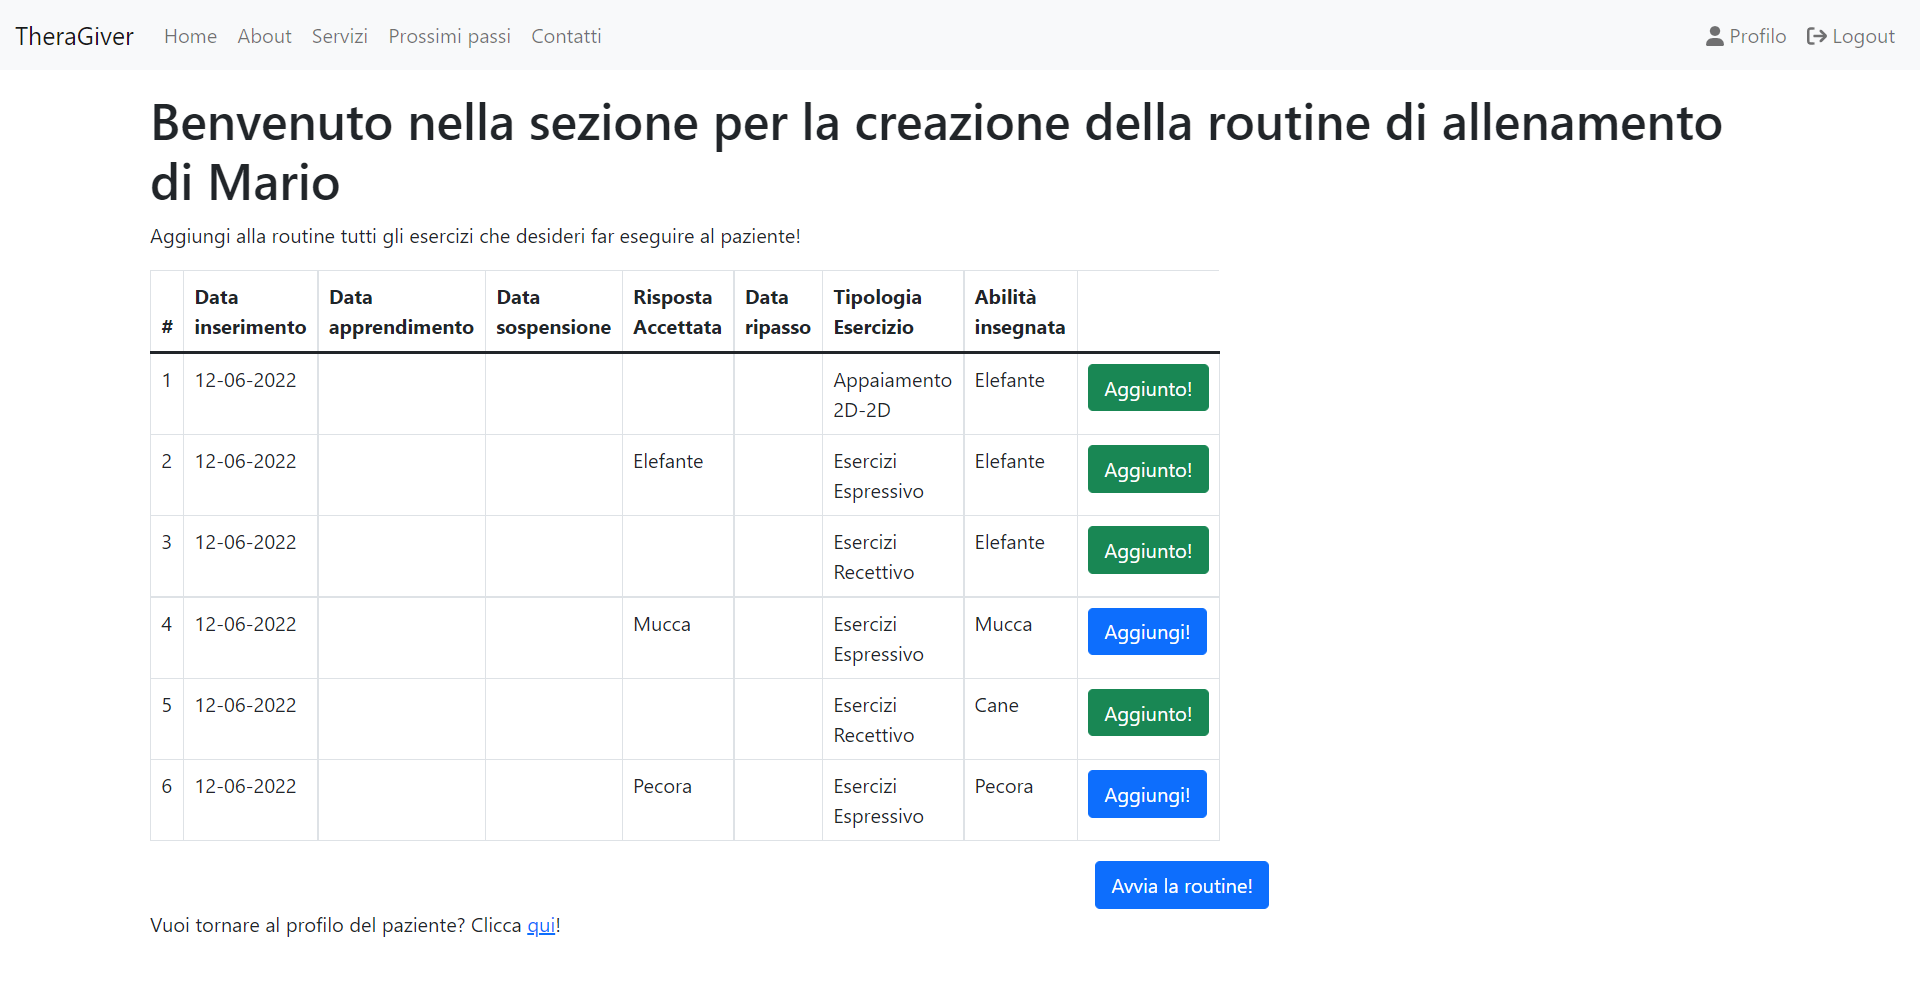 TheraGiver Home About Servizi Prossimi passi Contatti Profilo Logout
Benvenuto nella sezione per la creazione della routine di allenamento
di Mario
Aggiungi alla routine tutti gli esercizi che desideri far eseguire al paziente!
# Data inserimento Data apprendimento Data sospensione Risposta Accettata Data ripasso Tipologia Esercizio Abilità insegnata
1 12-06-2022 Appaiamento 2D-2D Elefante Aggiunto!
2 12-06-2022 Elefante Esercizi Espressivo Elefante Aggiunto!
3 12-06-2022 Esercizi Recettivo Elefante Aggiunto!
4 12-06-2022 Mucca Esercizi Espressivo Mucca Aggiungi!
5 12-06-2022 Esercizi Recettivo Cane Aggiunto!
6 12-06-2022 Pecora Esercizi Espressivo Pecora Aggiungi!
Avvia la routine!
Vuoi tornare al profilo del paziente? Clicca qui!